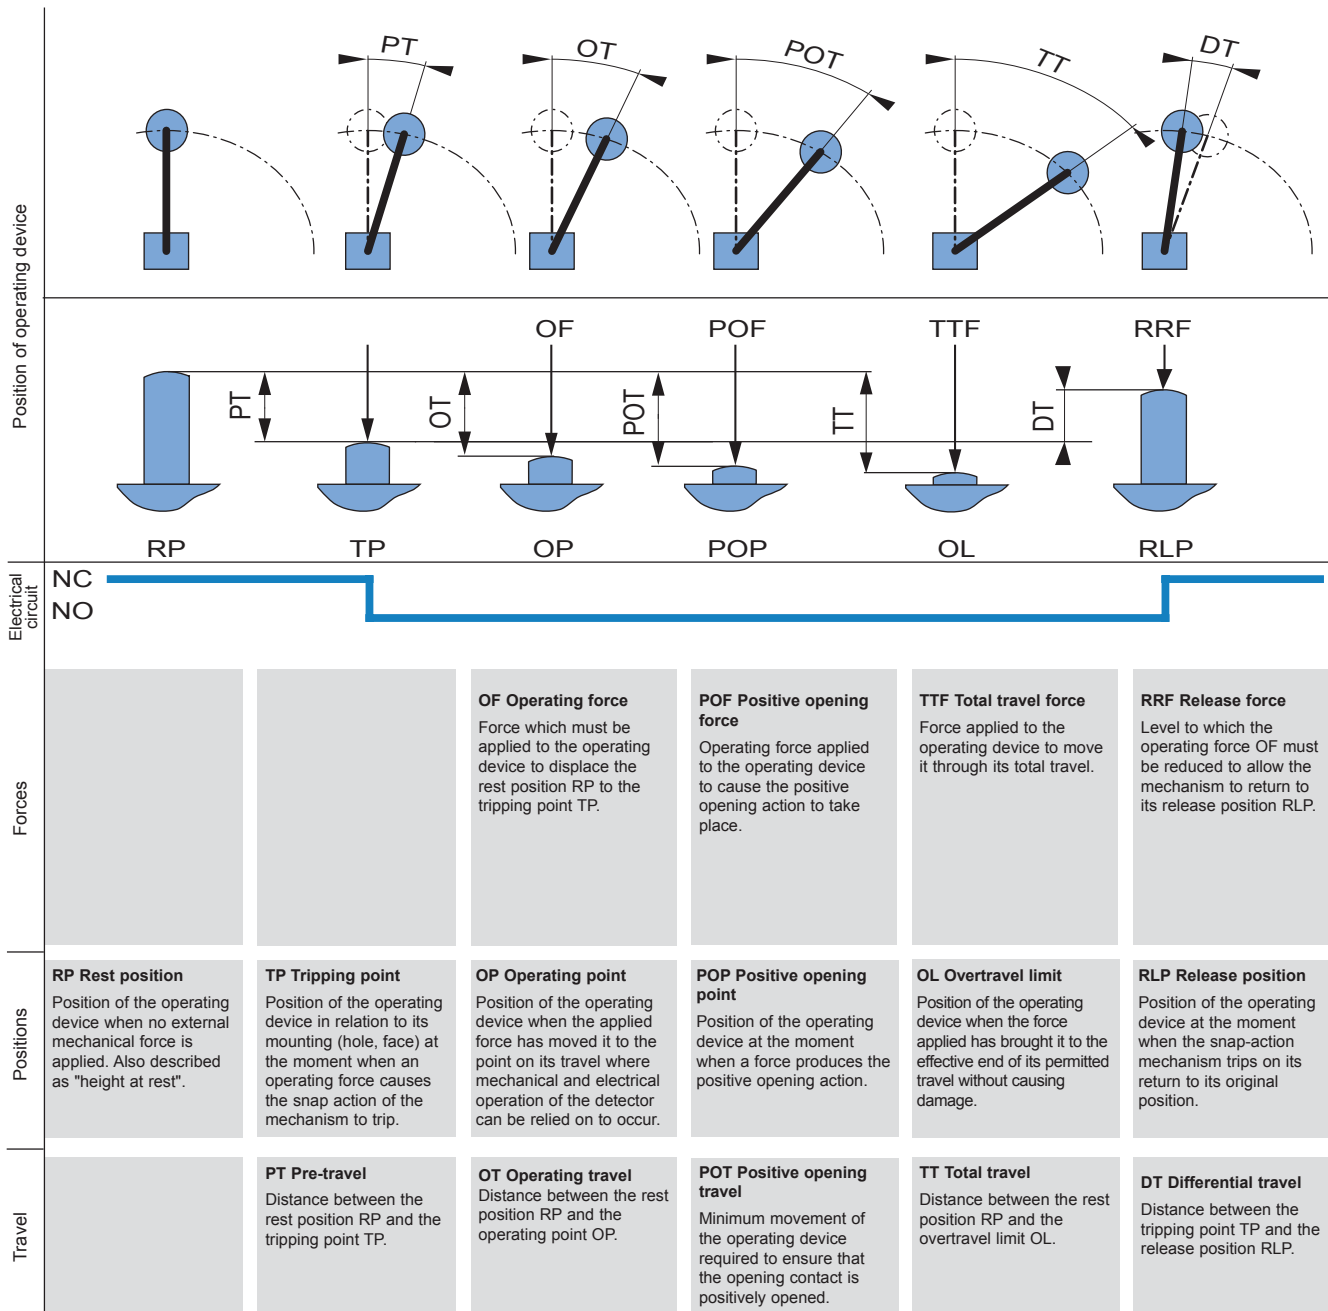 PT
OT
POT
TT
DT
Position of operating device
OF
POF
TTF
RRF
PT
OT
POT
TT
DT
RP
TP
OP
POP
OL
RLP
Electrical
circuit
NC
NO
Forces
OF Operating force
Force which must be
applied to the operating
device to displace the
rest position RP to the
tripping point TP.
POF Positive opening
force
Operating force applied
to the operating device
to cause the positive
opening action to take
place.
TTF Total travel force
Force applied to the
operating device to move
it through its total travel.
RRF Release force
Level to which the
operating force OF must
be reduced to allow the
mechanism to return to
its release position RLP.
Positions
RP Rest position
Position of the operating
device when no external
mechanical force is
applied. Also described
as "height at rest".
TP Tripping point
Position of the operating
device in relation to its
mounting (hole, face) at
the moment when an
operating force causes
the snap action of the
mechanism to trip.
OP Operating point
Position of the operating
device when the applied
force has moved it to the
point on its travel where
mechanical and electrical
operation of the detector
can be relied on to occur.
POP Positive opening
point
Position of the operating
device at the moment
when a force produces the
positive opening action.
OL Overtravel limit
Position of the operating
device when the force
applied has brought it to the
effective end of its permitted
travel without causing
damage.
RLP Release position
Position of the operating
device at the moment
when the snap-action
mechanism trips on its
return to its original
position.
Travel
PT Pre-travel
Distance between the
rest position RP and the
tripping point TP.
OT Operating travel
Distance between the rest
position RP and the
operating point OP.
POT Positive opening
travel
Minimum movement of
the operating device
required to ensure that
the opening contact is
positively opened.
TT Total travel
Distance between the rest
position RP and the
overtravel limit OL.
DT Differential travel
Distance between the
tripping point TP and the
release position RLP.